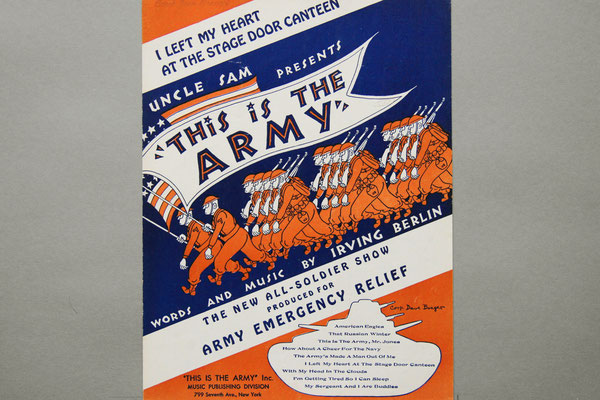 I LEFT MY HEART
AT THE STAGE DOOR CANTEEN
UNCLE SAM PRESENTS
"THiS iS THE
ARMY"
WORDS AND MUSIC BY IRVING BERLIN
THE NEW ALL-SOLDIER SHOW
PRODUCED FOR
ARMY EMERGENCY RELIEF
Corp. Dave Breger
American Eagles
That Russian Winter
This Is The Army, Mr. Jones
How About A Cheer For The Navy
The Army's Made A Man Out Of Me
I Left My Heart At The Stage Door Canteen
With My Head In The Clouds
I'm Getting Tired So I Can Sleep
My Sergeant And I Are Buddies
"THIS IS THE ARMY" Inc.
MUSIC PUBLISHING DIVISION
799 Seventh Ave., New York